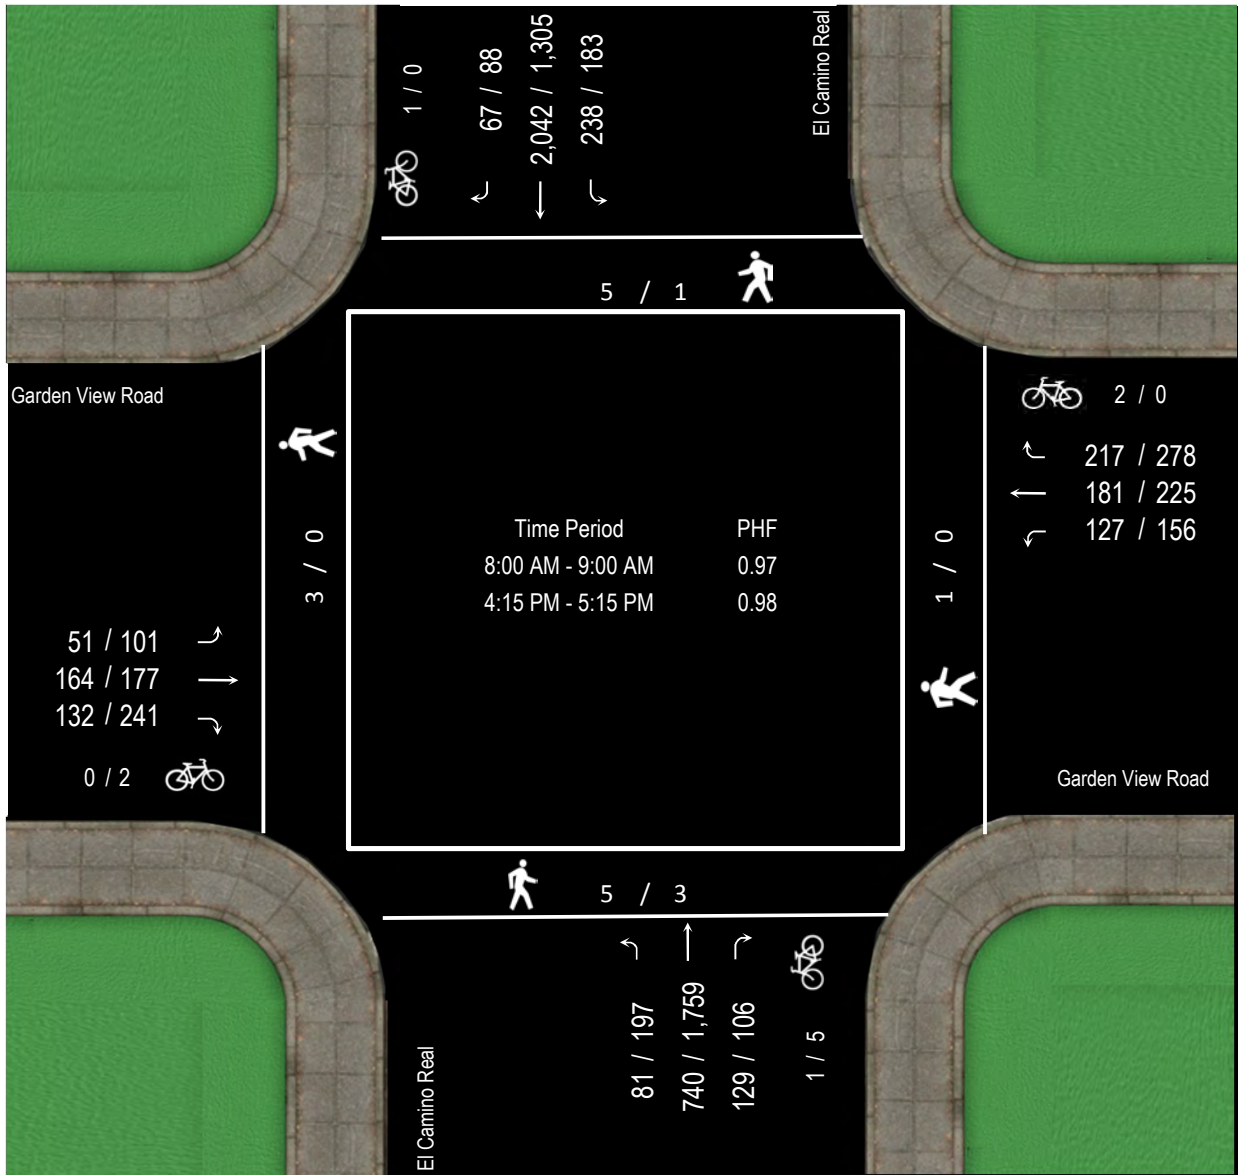 1 / 0
67 / 88
2,042 / 1,305
238 / 183
El Camino Real
5 / 1
Garden View Road
2 / 0
217 / 278
181 / 225
127 / 156
3 / 0
Time Period PHF
8:00 AM - 9:00 AM 0.97
4:15 PM - 5:15 PM 0.98
1 / 0
51 / 101
164 / 177
132 / 241
0 / 2
Garden View Road
5 / 3
El Camino Real
81 / 197
740 / 1,759
129 / 106
1 / 5